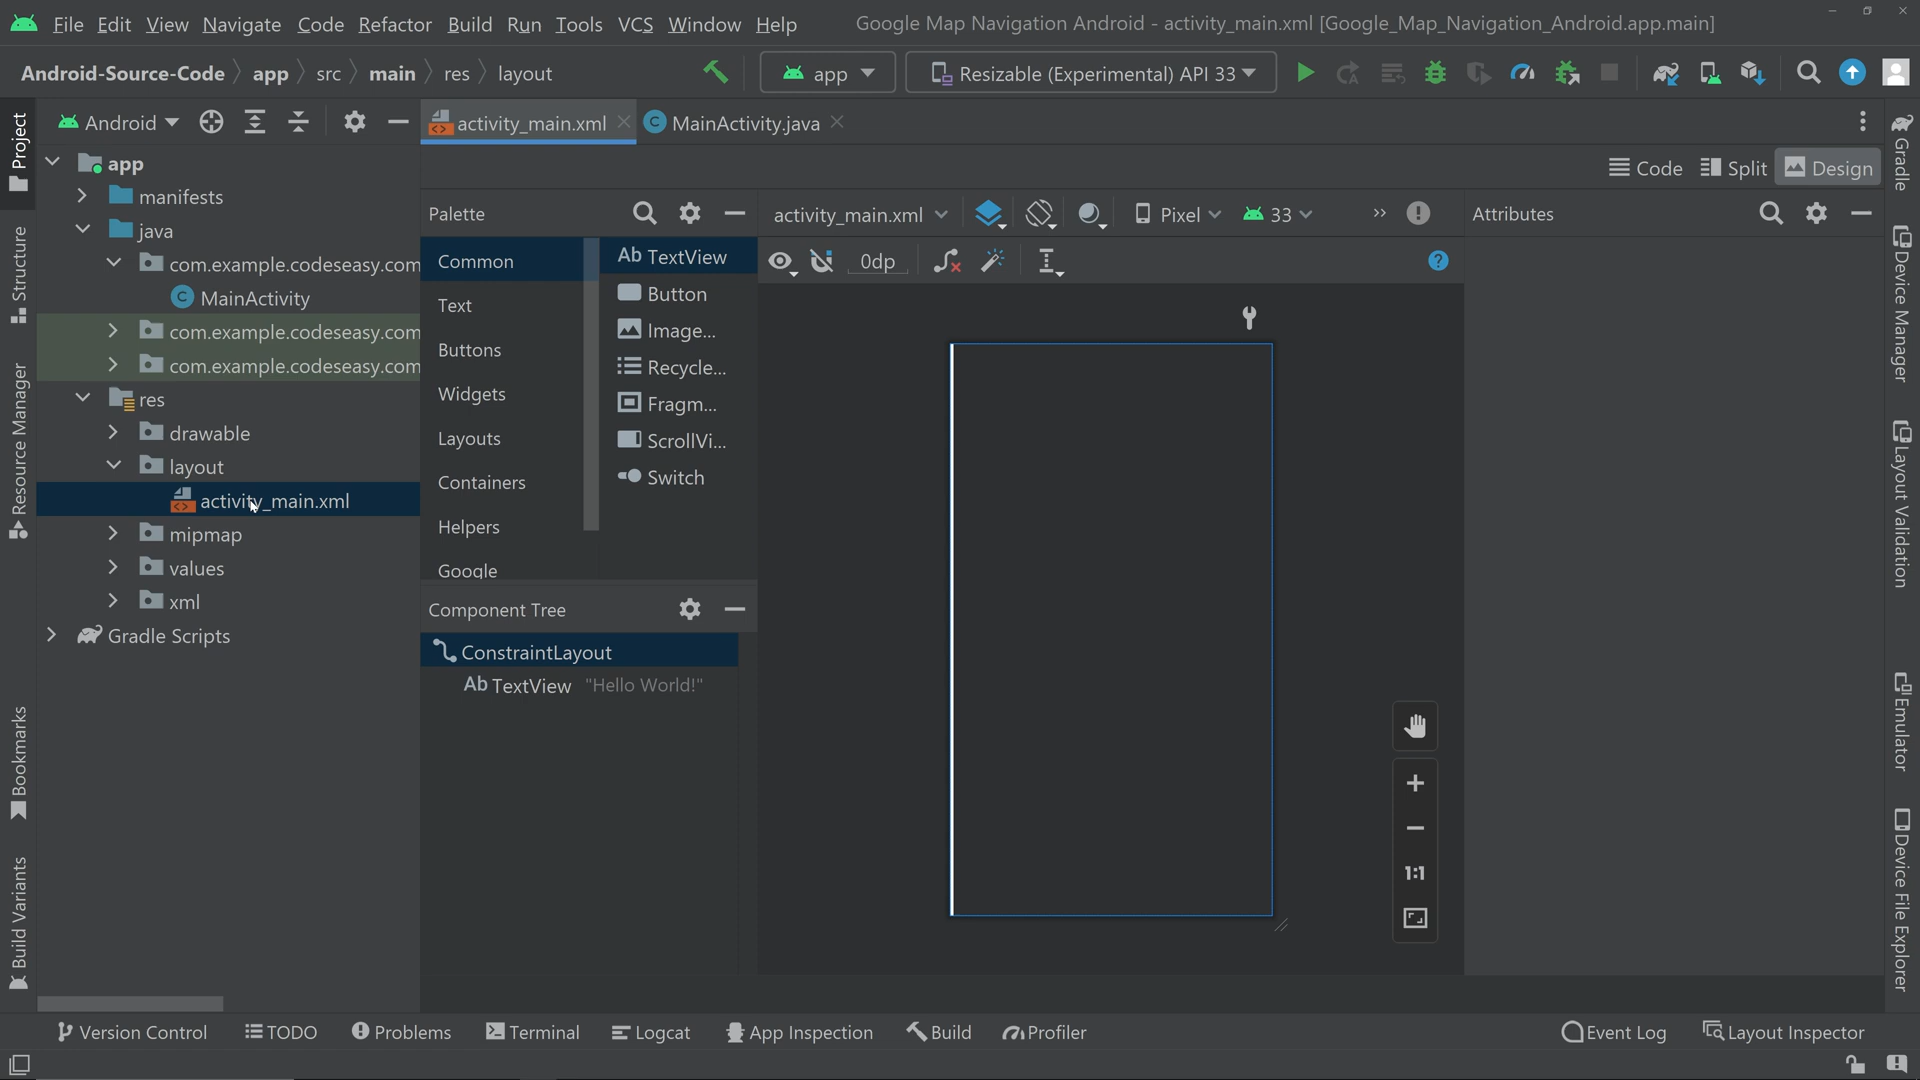 File Edit View Navigate Code Refactor Build Run Tools VCS Window Help Google Map Navigation Android - activity_main.xml [Google_Map_Navigation_Android.app.main]
Android-Source-Code app src main res layout app Resizable (Experimental) API 33
Android activity_main.xml MainActivity.java
Code Split Design
Project
Structure
Resource Manager
Bookmarks
Build Variants
app
manifests
java
com.example.codeseasy.com
MainActivity
com.example.codeseasy.com
com.example.codeseasy.com
res
drawable
layout
activity_main.xml
mipmap
values
xml
Gradle Scripts
Palette
Common
Text
Buttons
Widgets
Layouts
Containers
Helpers
Google
Ab TextView
Button
Image...
Recycle...
Fragm...
ScrollVi...
Switch
Component Tree
ConstraintLayout
Ab TextView "Hello World!"
activity_main.xml Pixel 33
0dp
1:1
Attributes
Gradle
Device Manager
Layout Validation
Emulator
Device File Explorer
Version Control TODO Problems Terminal Logcat App Inspection Build Profiler Event Log Layout Inspector